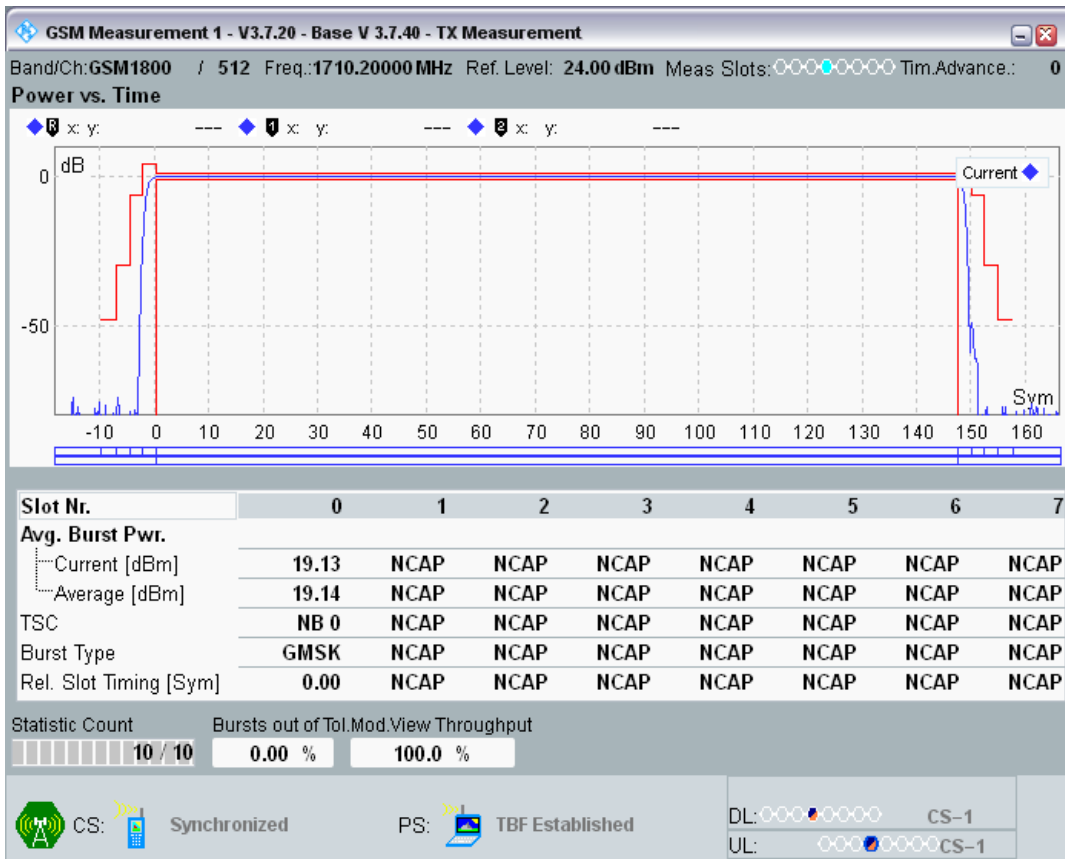 GSM Measurement 1 - V3.7.20 - Base V 3.7.40 - TX Measurement
Band/Ch:GSM1800 / 512 Freq.:1710.20000 MHz Ref. Level: 24.00 dBm Meas Slots: Tim.Advance.: 0
Power vs. Time
R x: y: --- 1 x: y: --- 2 x: y: ---
dB
Current
0
-50
Sym
-10 0 10 20 30 40 50 60 70 80 90 100 110 120 130 140 150 160
Slot Nr. 0 1 2 3 4 5 6 7
Avg. Burst Pwr.
Current [dBm] 19.13 NCAP NCAP NCAP NCAP NCAP NCAP NCAP
Average [dBm] 19.14 NCAP NCAP NCAP NCAP NCAP NCAP NCAP
TSC NB 0 NCAP NCAP NCAP NCAP NCAP NCAP NCAP
Burst Type GMSK NCAP NCAP NCAP NCAP NCAP NCAP NCAP
Rel. Slot Timing [Sym] 0.00 NCAP NCAP NCAP NCAP NCAP NCAP NCAP
Statistic Count Bursts out of Tol.Mod.View Throughput
10 / 10 0.00 % 100.0 %
CS: Synchronized PS: TBF Established
DL: CS-1
UL: CS-1